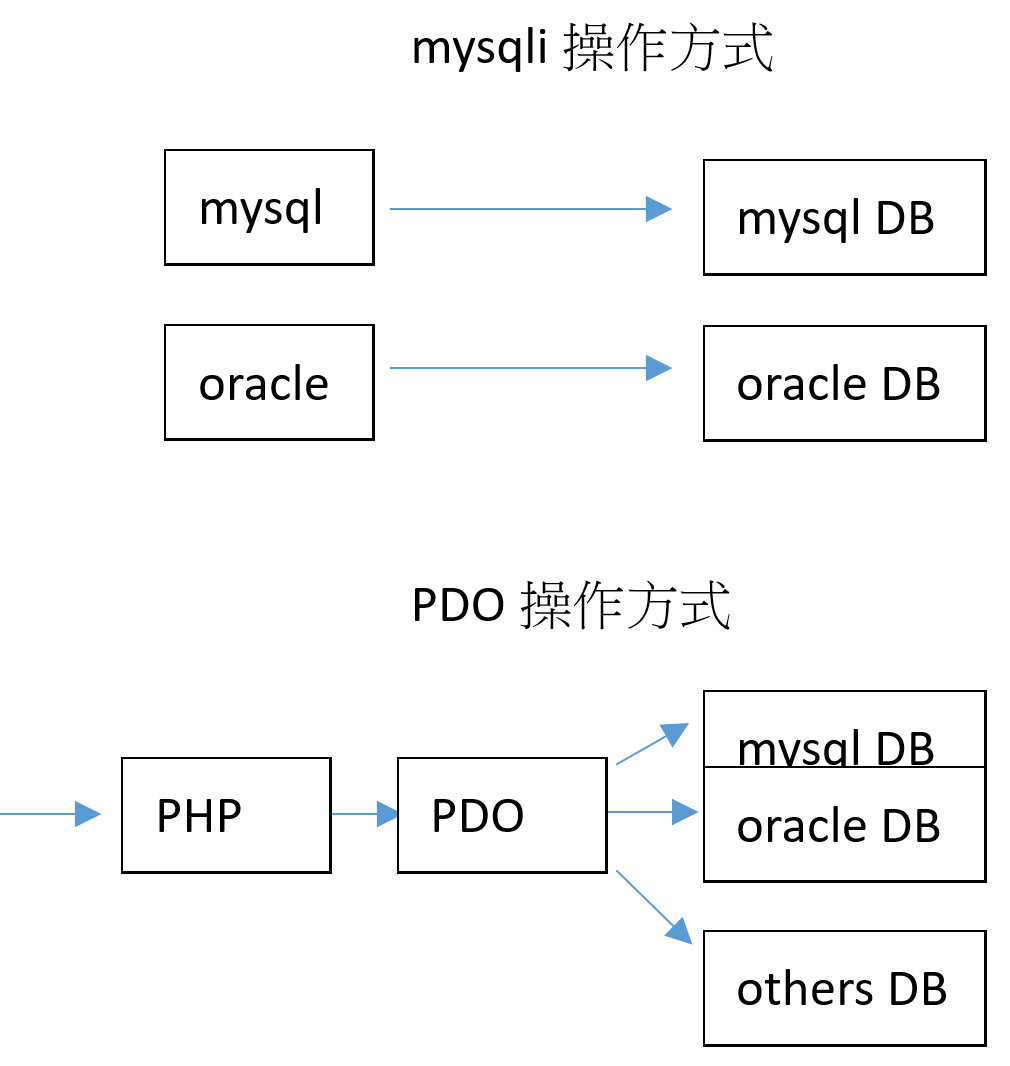 mysqli 操作方式
mysql
mysql DB
oracle
oracle DB
PDO 操作方式
mysql DB
PHP
PDO
oracle DB
others DB